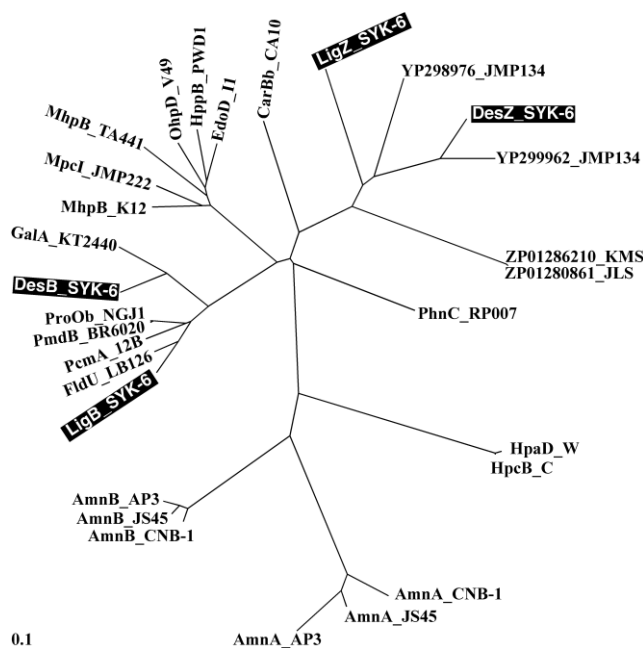 LigZ_SYK-6
YP298976_JMP134
DesZ_SYK-6
YP299962_JMP134
CarBb_CA10
EdoD_I1
HppB_PWD1
OhpD_V49
MhpB_TA441
MpcI_JMP222
MhpB_K12
GalA_KT2440
DesB_SYK-6
ProOb_NGJ1
PmdB_BR6020
PcmA_12B
FldU_LB126
LigB_SYK-6
ZP01286210_KMS
ZP01280861_JLS
PhnC_RP007
HpaD_W
HpcB_C
AmnB_AP3
AmnB_JS45
AmnB_CNB-1
AmnA_CNB-1
AmnA_JS45
AmnA_AP3
0.1